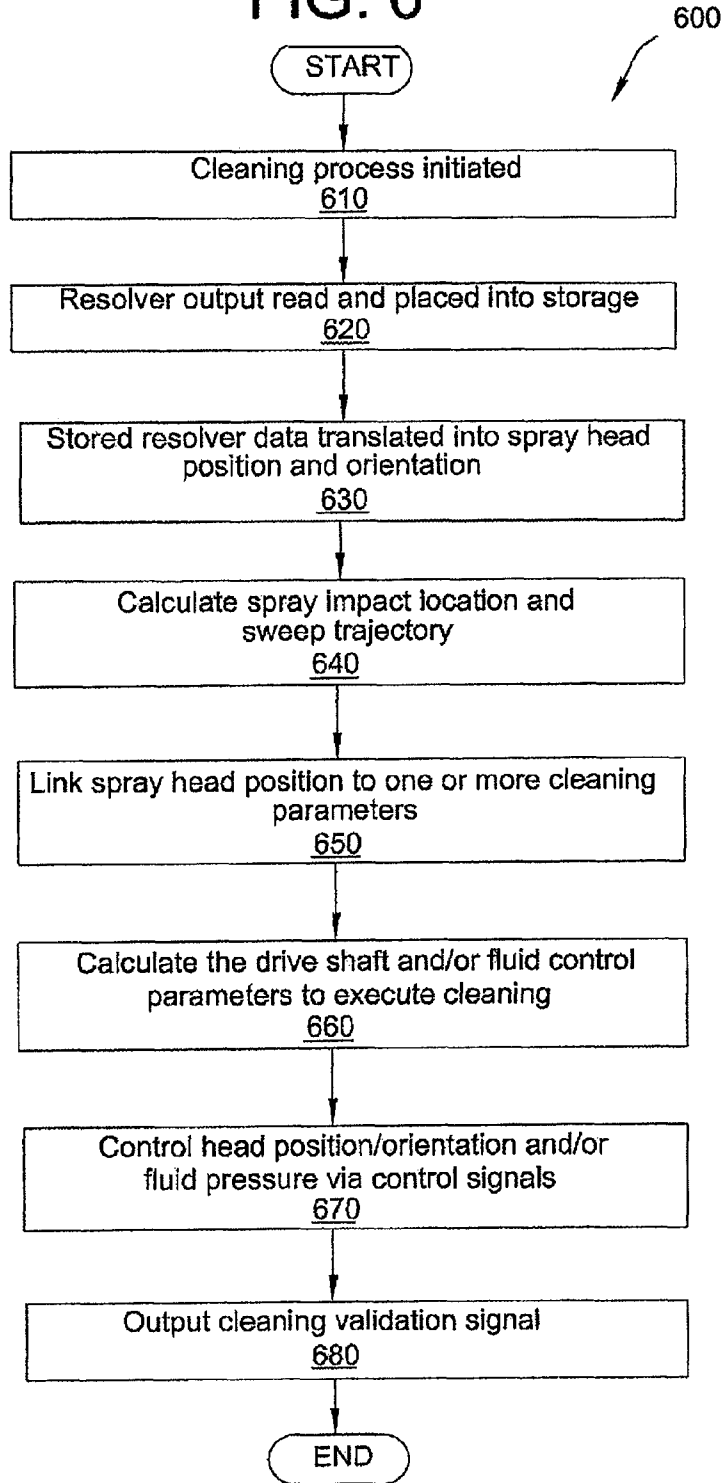 FIG. 6
600
START
Cleaning process initiated
610
Resolver output read and placed into storage
620
Stored resolver data translated into spray head
position and orientation
630
Calculate spray impact location and
sweep trajectory
640
Link spray head position to one or more cleaning
parameters
650
Calculate the drive shaft and/or fluid control
parameters to execute cleaning
660
Control head position/orientation and/or
fluid pressure via control signals
670
Output cleaning validation signal
680
END